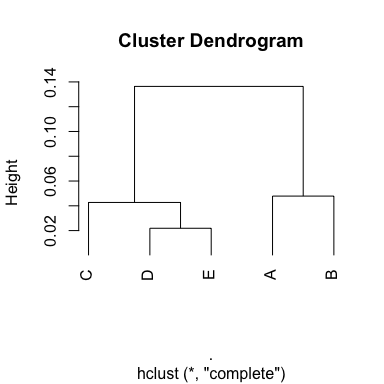 Cluster Dendrogram
Height
0.02
0.06
0.10
0.14
C
D
E
A
B
.
hclust (*, "complete")